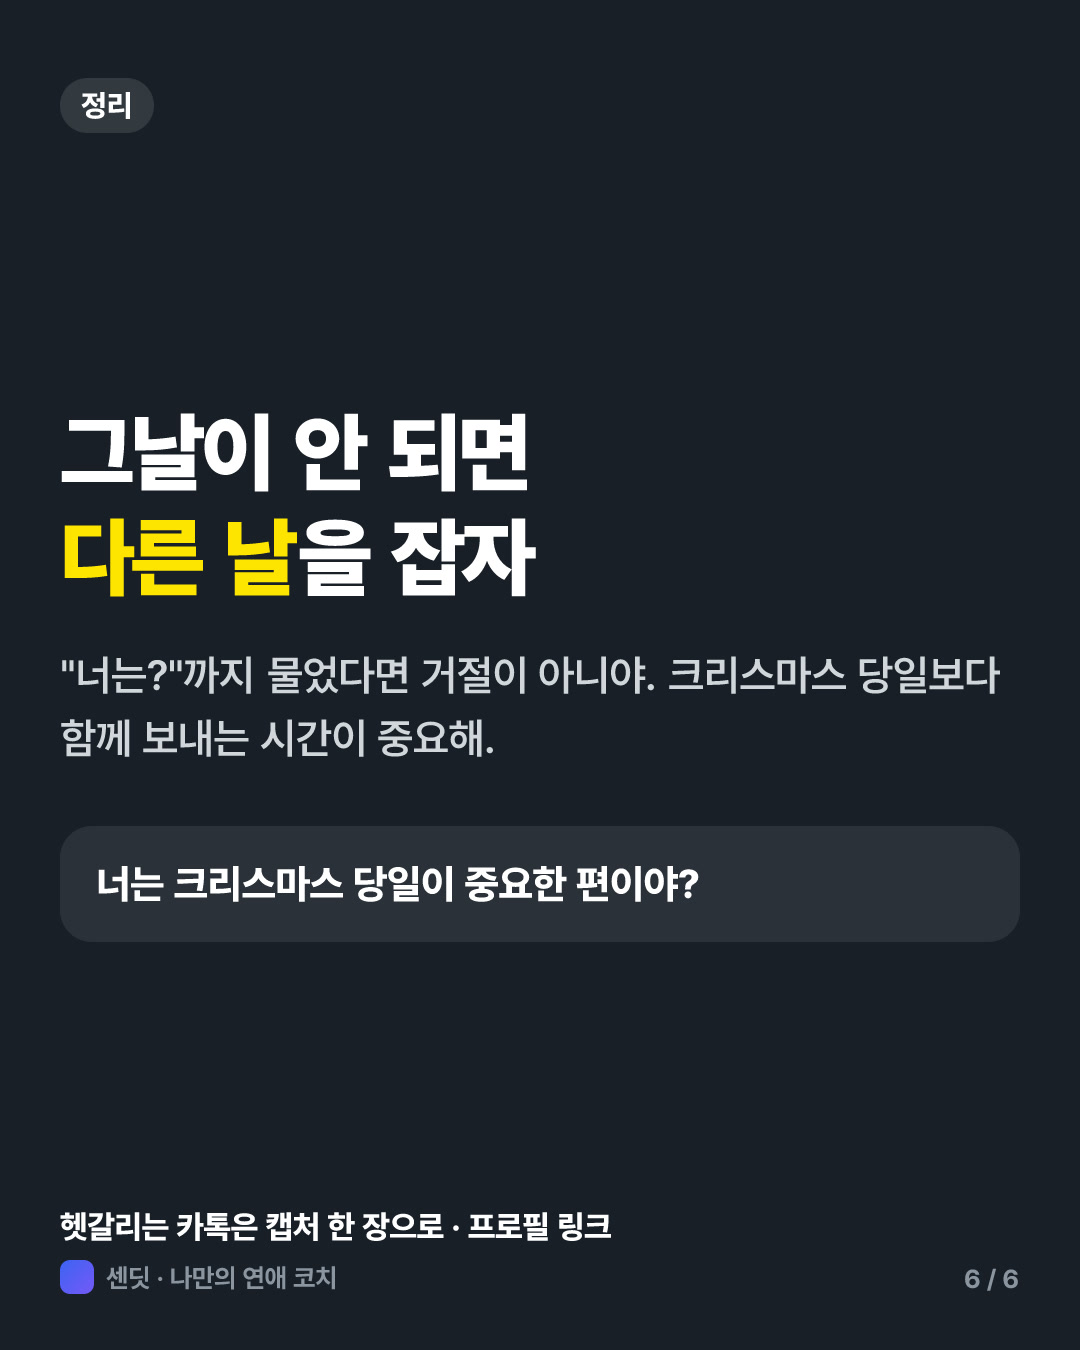 정리
그날이 안 되면
다른 날을 잡자
"너는?"까지 물었다면 거절이 아니야. 크리스마스 당일보다
함께 보내는 시간이 중요해.
너는 크리스마스 당일이 중요한 편이야?
헷갈리는 카톡은 캡처 한 장으로 · 프로필 링크
센딧 · 나만의 연애 코치
6 / 6